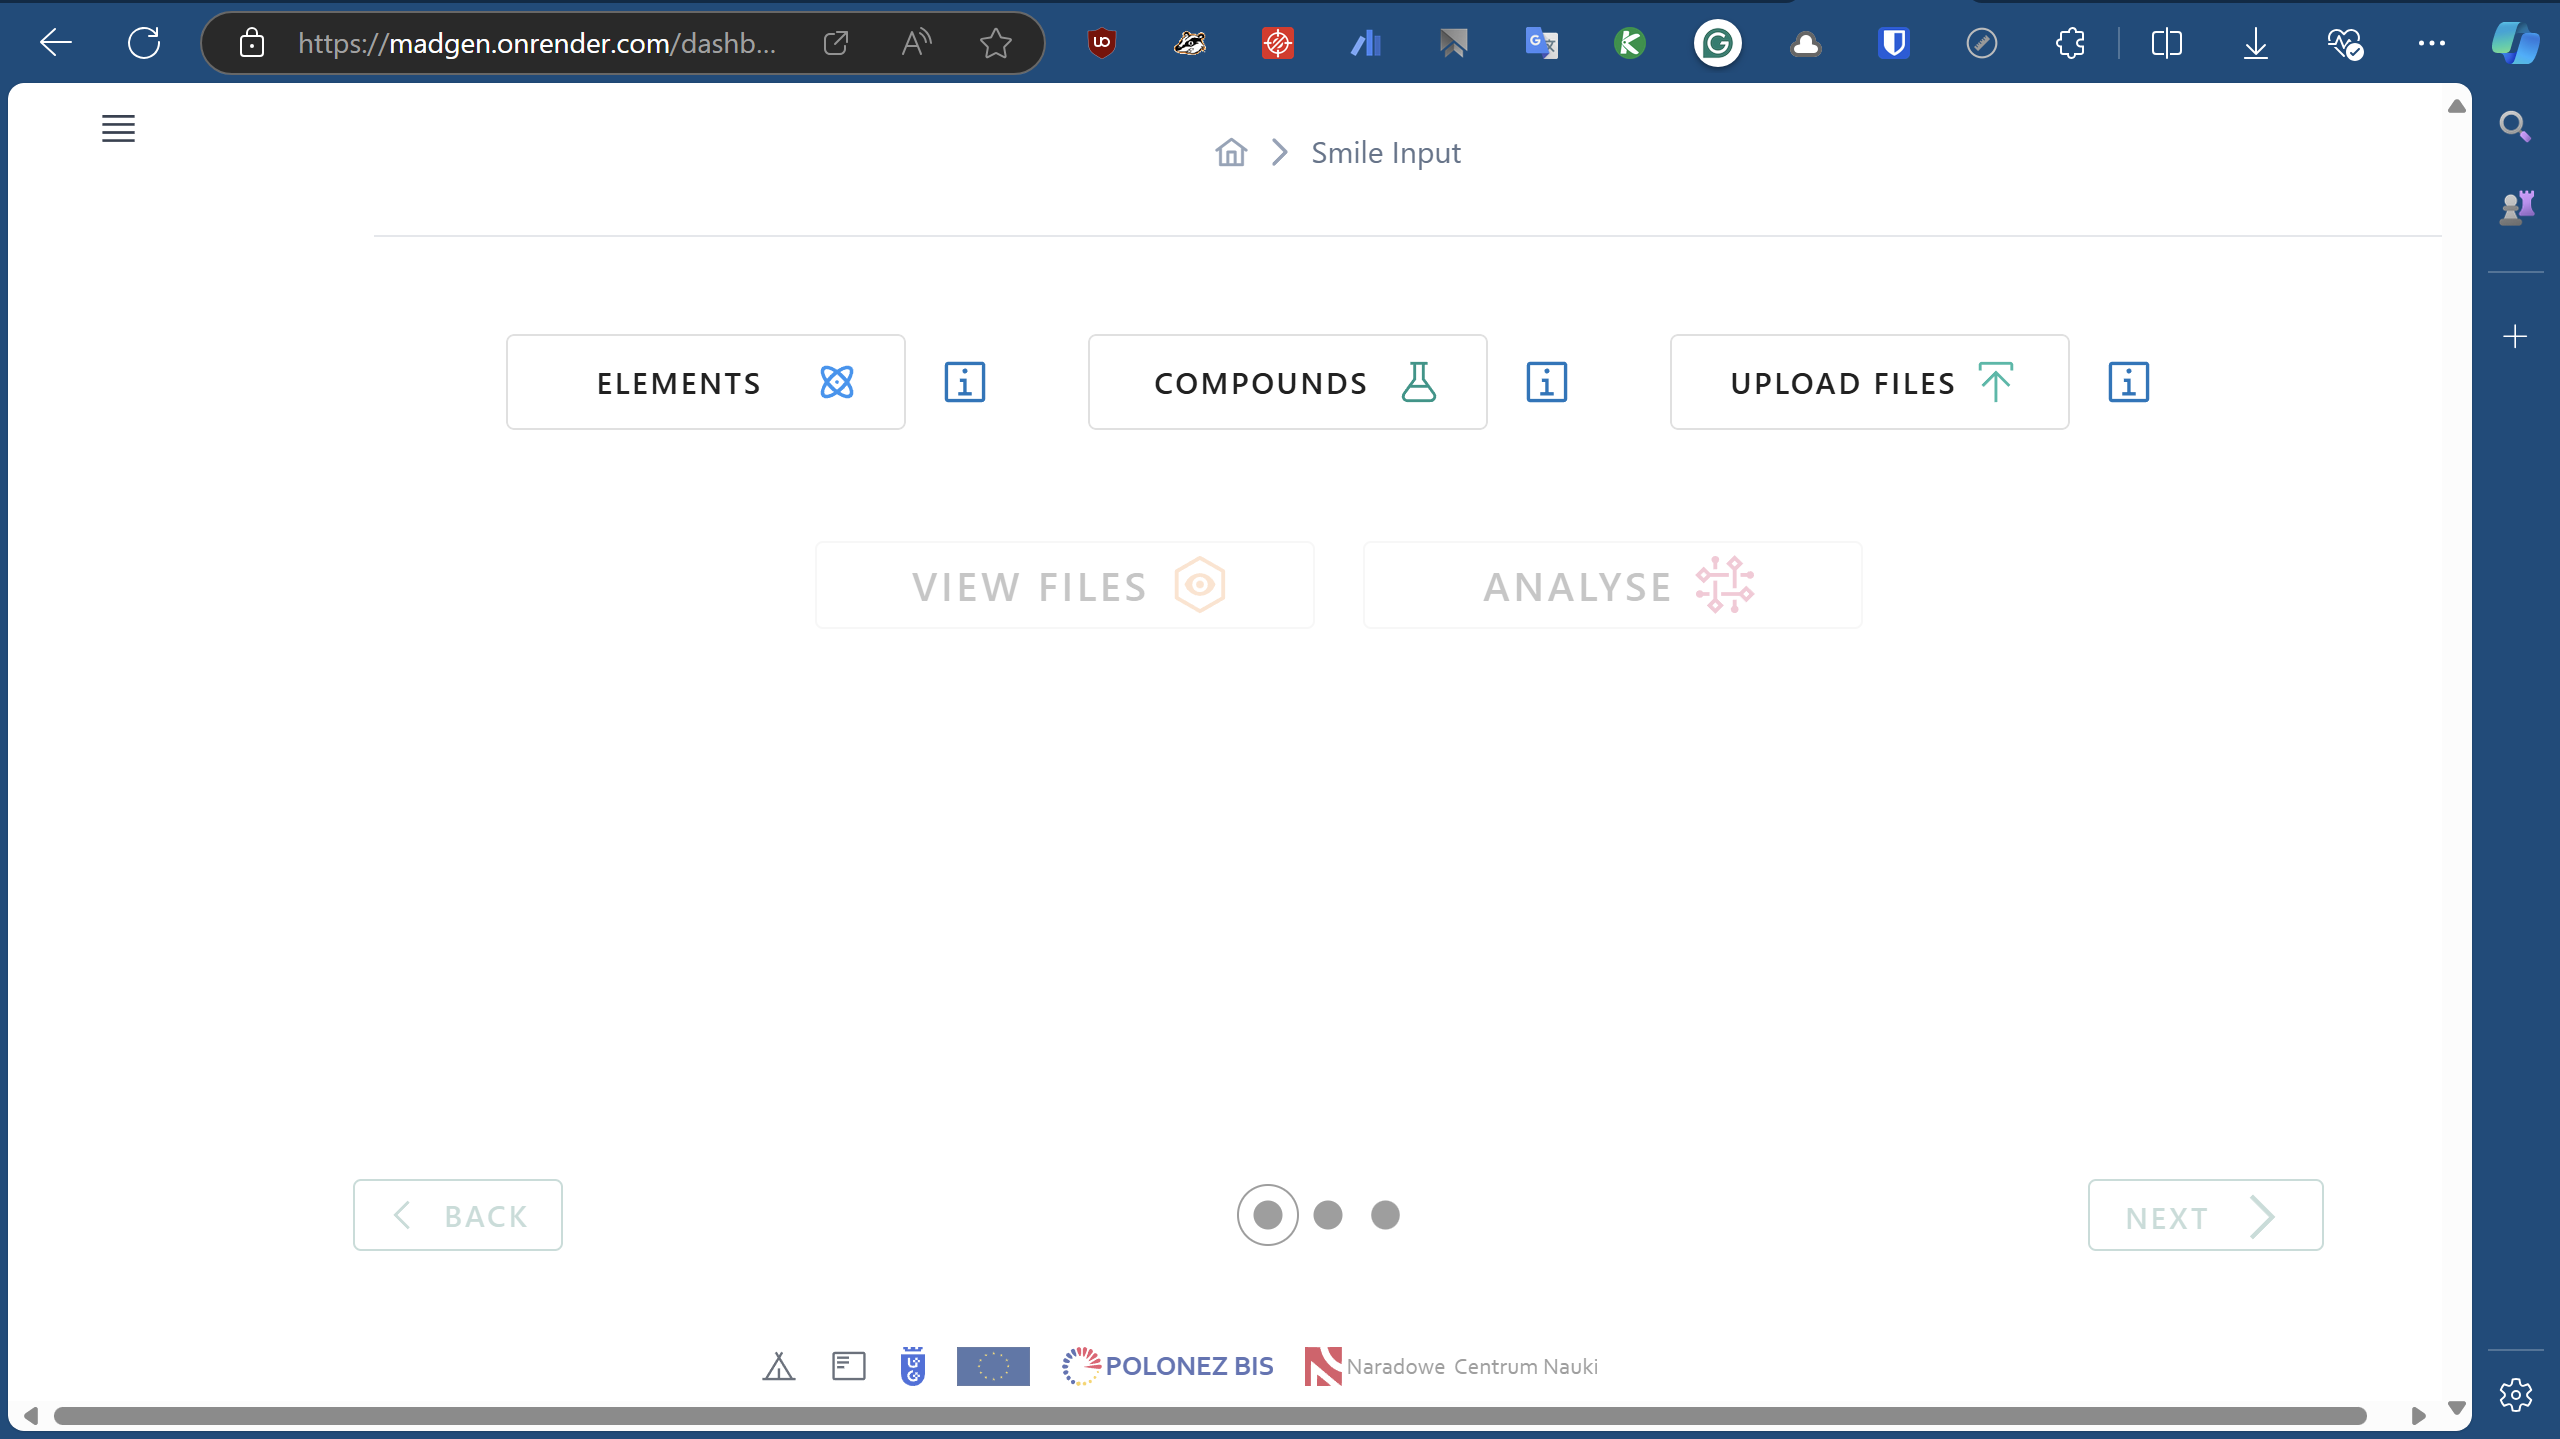 https://madgen.onrender.com/dashb...
Smile Input
ELEMENTS
COMPOUNDS
UPLOAD FILES
VIEW FILES
ANALYSE
BACK
NEXT
POLONEZ BIS
Naradowe Centrum Nauki